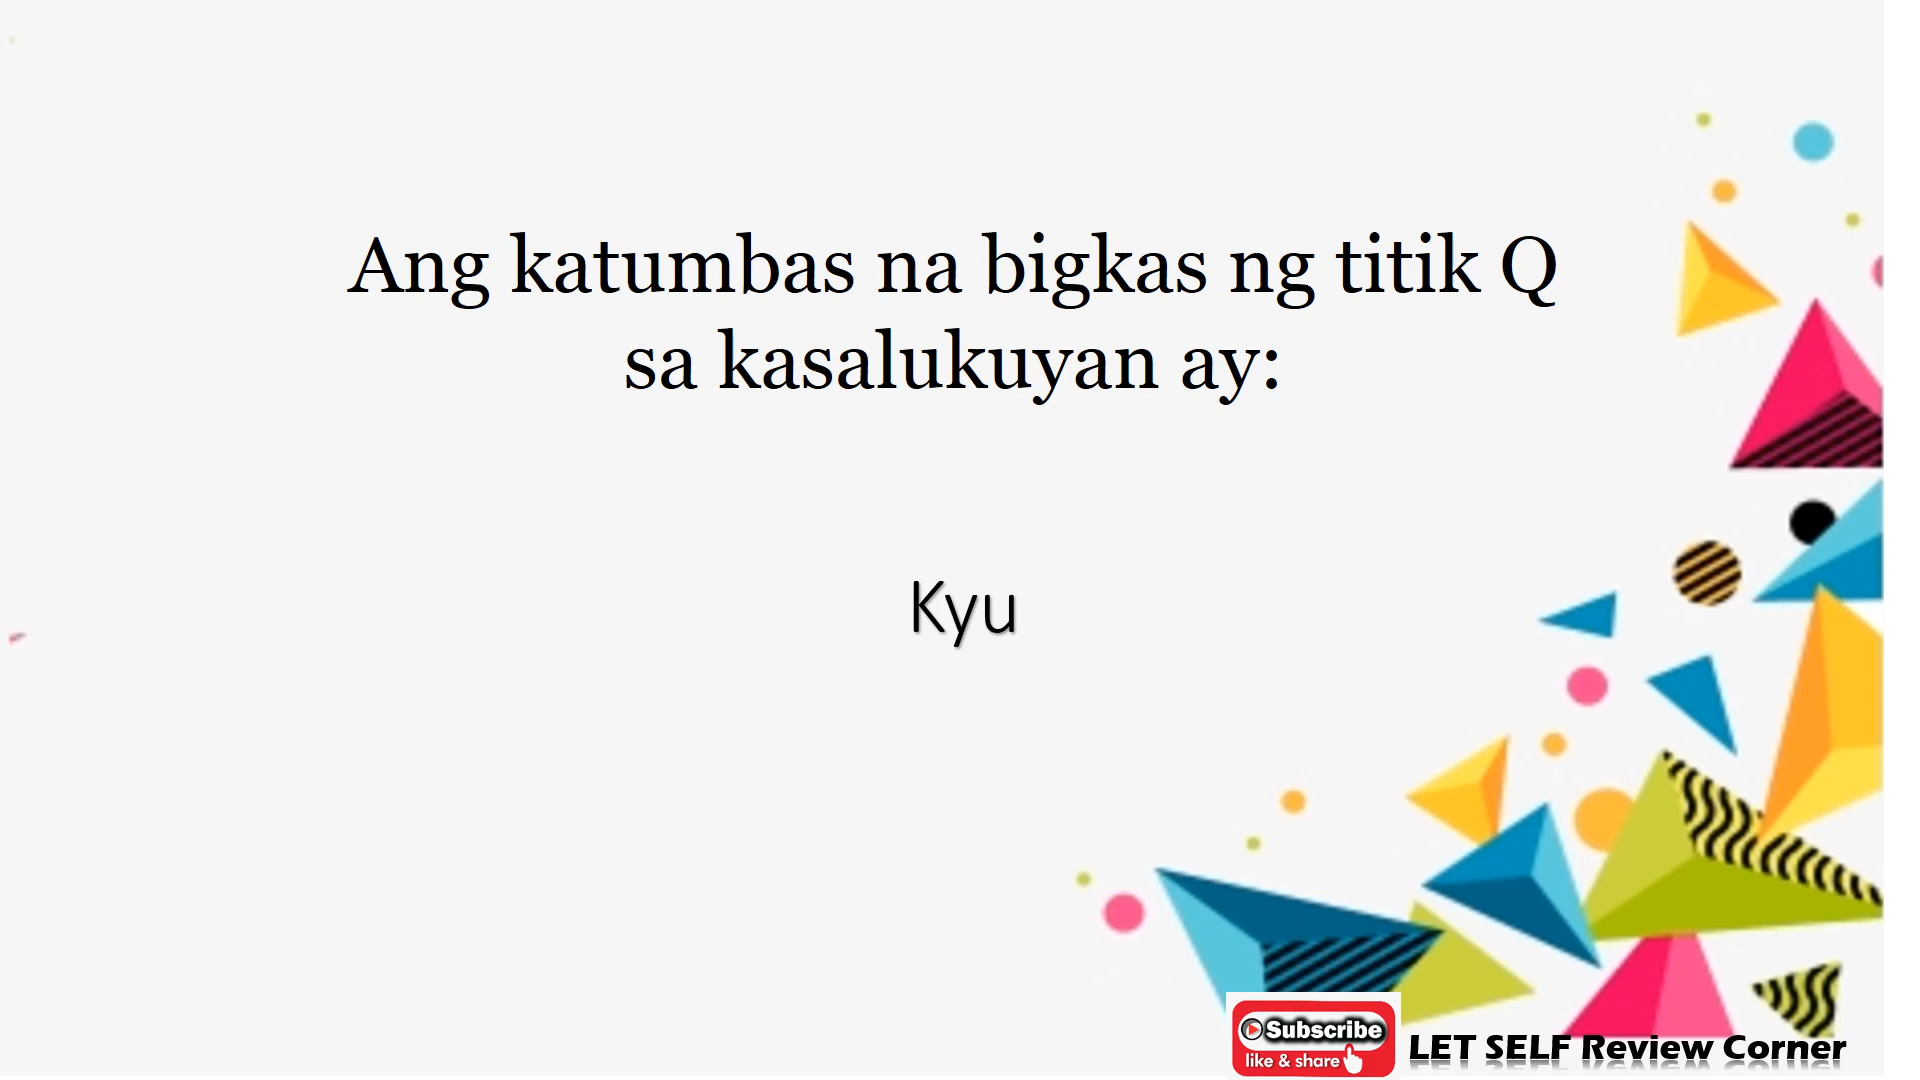 Ang katumbas na bigkas ng titik Q
sa kasalukuyan ay:
Kyu
Subscribe
like & share
LET SELF Review Corner